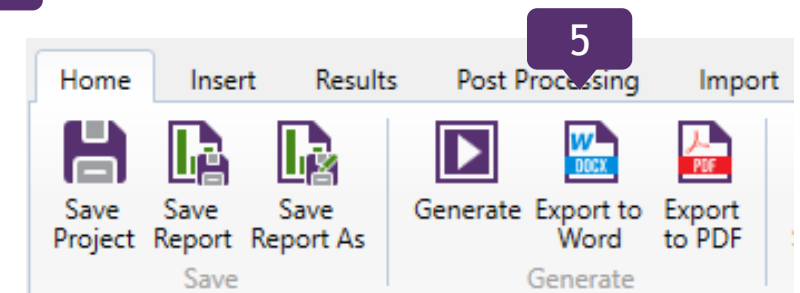 5
Home Insert Results Post Processing Import
W
DOCX
PDF
Save Project
Save Report
Save Report As
Generate
Export to Word
Export to PDF
Save
Generate